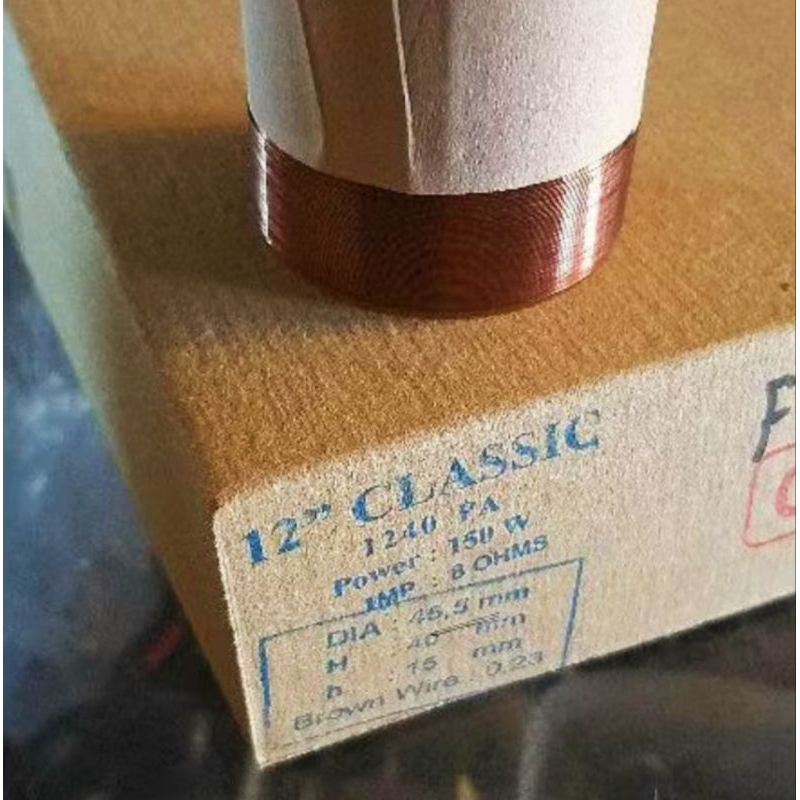 12" CLASSIC
1240 PA
Power : 150 W
IMP : 8 OHMS
DIA : 45,5 mm
H : 40 mm
h : 15 mm
Brown Wire : 0.23
F